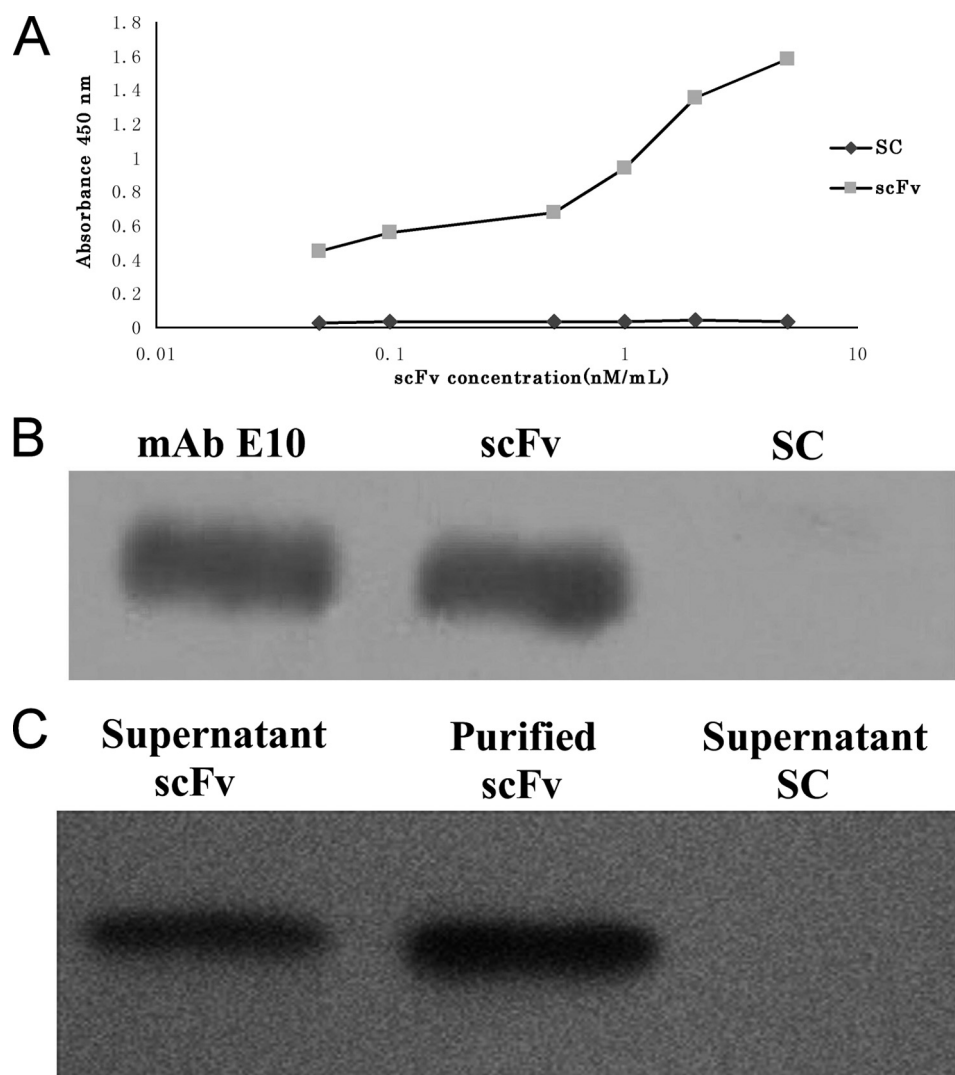 A
1.8
1.6
1.4
1.2
1
0.8
0.6
0.4
0.2
0
Absorbance 450 nm
0.01
0.1
1
10
scFv concentration(nM/mL)
SC
scFv
B
mAb E10
scFv
SC
C
Supernatant
scFv
Purified
scFv
Supernatant
SC